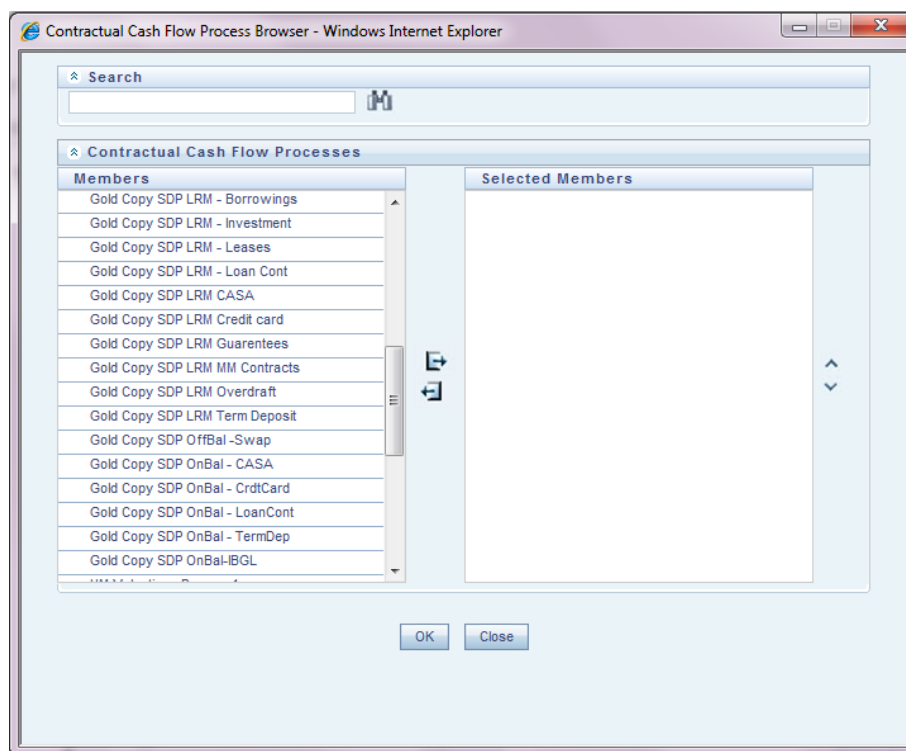 Contractual Cash Flow Process Browser - Windows Internet Explorer
Search
Contractual Cash Flow Processes
Members
Selected Members
Gold Copy SDP LRM - Borrowings
Gold Copy SDP LRM - Investment
Gold Copy SDP LRM - Leases
Gold Copy SDP LRM - Loan Cont
Gold Copy SDP LRM CASA
Gold Copy SDP LRM Credit card
Gold Copy SDP LRM Guarentees
Gold Copy SDP LRM MM Contracts
Gold Copy SDP LRM Overdraft
Gold Copy SDP LRM Term Deposit
Gold Copy SDP OffBal -Swap
Gold Copy SDP OnBal - CASA
Gold Copy SDP OnBal - CrdtCard
Gold Copy SDP OnBal - LoanCont
Gold Copy SDP OnBal - TermDep
Gold Copy SDP OnBal-IBGL
OK
Close